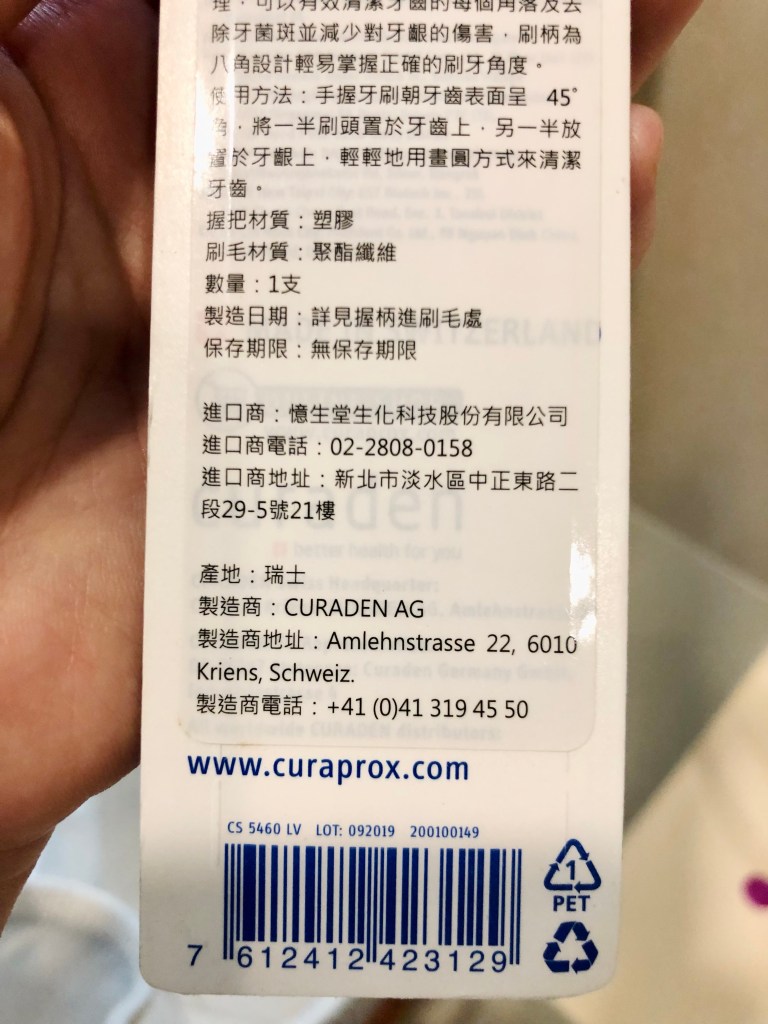 理，可以有效清潔牙齒的每個角落及去
除牙菌斑並減少對牙齦的傷害，刷柄為
八角設計輕易掌握正確的刷牙角度。
使用方法：手握牙刷朝牙齒表面呈 45°
角，將一半刷頭置於牙齒上，另一半放
置於牙齦上，輕輕地用畫圓方式來清潔
牙齒。
握把材質：塑膠
刷毛材質：聚酯纖維
數量：1支
製造日期：詳見握柄進刷毛處
保存期限：無保存期限
進口商：憶生堂生化科技股份有限公司
進口商電話：02-2808-0158
進口商地址：新北市淡水區中正東路二
段29-5號21樓
curaden
better health for you
產地：瑞士
製造商：CURADEN AG
製造商地址：Amlehnstrasse 22, 6010
Kriens, Schweiz.
製造商電話：+41 (0)41 319 45 50
www.curaprox.com
CS 5460 LV LOT: 092019 200100149
7 612412 423129
1
PET